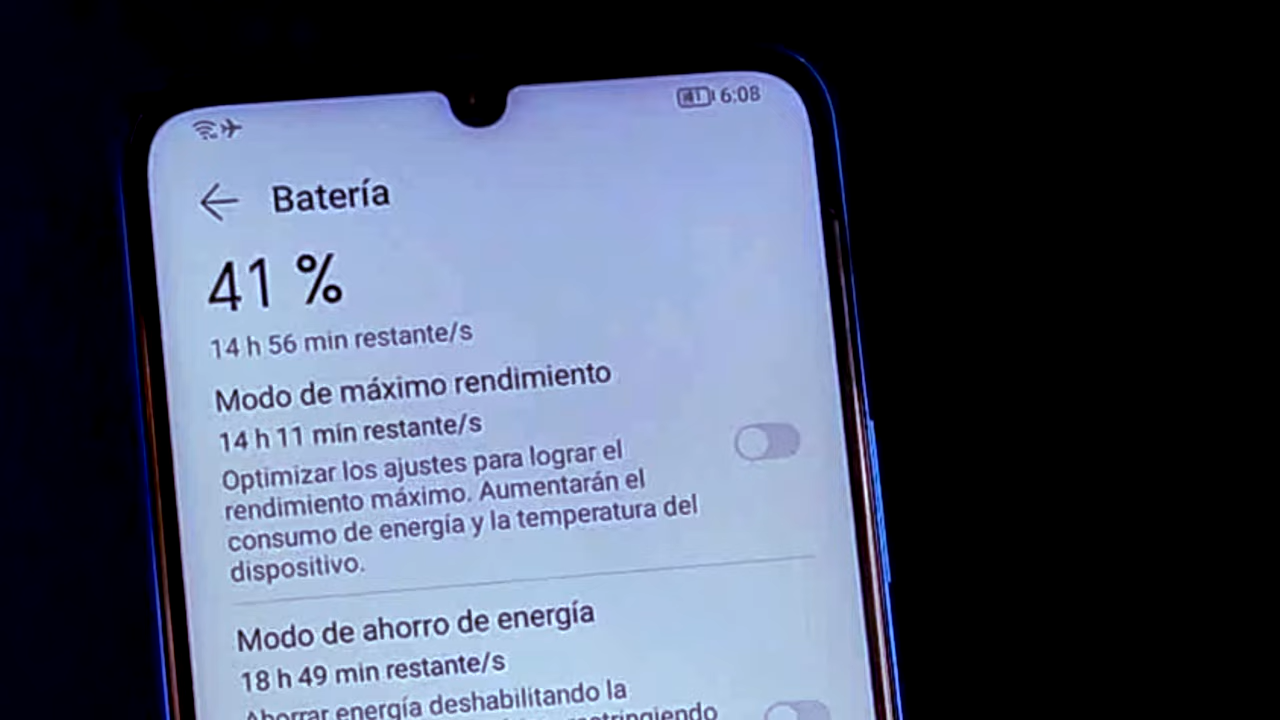 41 6:08
Batería
41 %
14 h 56 min restante/s
Modo de máximo rendimiento
14 h 11 min restante/s
Optimizar los ajustes para lograr el
rendimiento máximo. Aumentarán el
consumo de energía y la temperatura del
dispositivo.
Modo de ahorro de energía
18 h 49 min restante/s
Ahorrar energía deshabilitando la
restringiendo